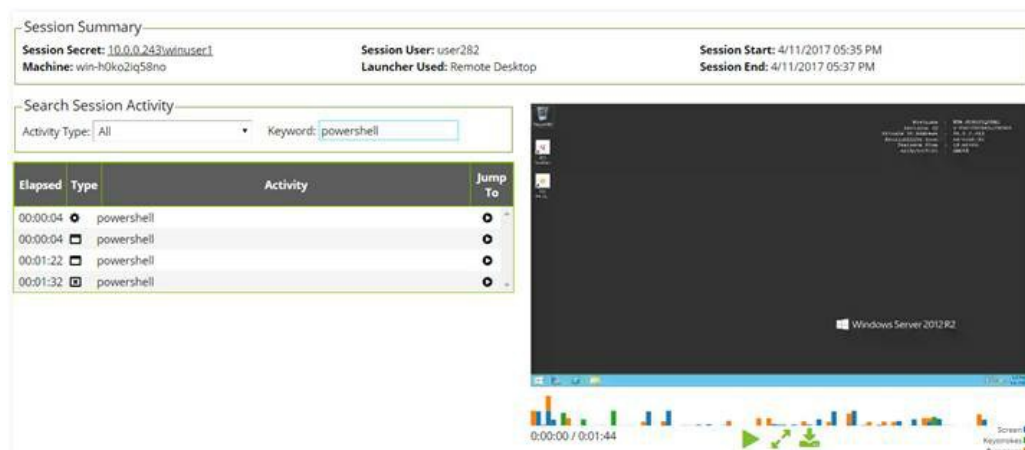 Session Summary
Session Secret: 10.0.0.243\winuser1
Session User: user282
Session Start: 4/11/2017 05:35 PM
Machine: win-h0ko2iq58no
Launcher Used: Remote Desktop
Session End: 4/11/2017 05:37 PM
Search Session Activity
Activity Type: All
Keyword: powershell
Elapsed Type Activity Jump To
00:00:04 powershell
00:00:04 powershell
00:01:22 powershell
00:01:32 powershell
Windows Server 2012 R2
0:00:00 / 0:01:44
Screen
Keystrokes